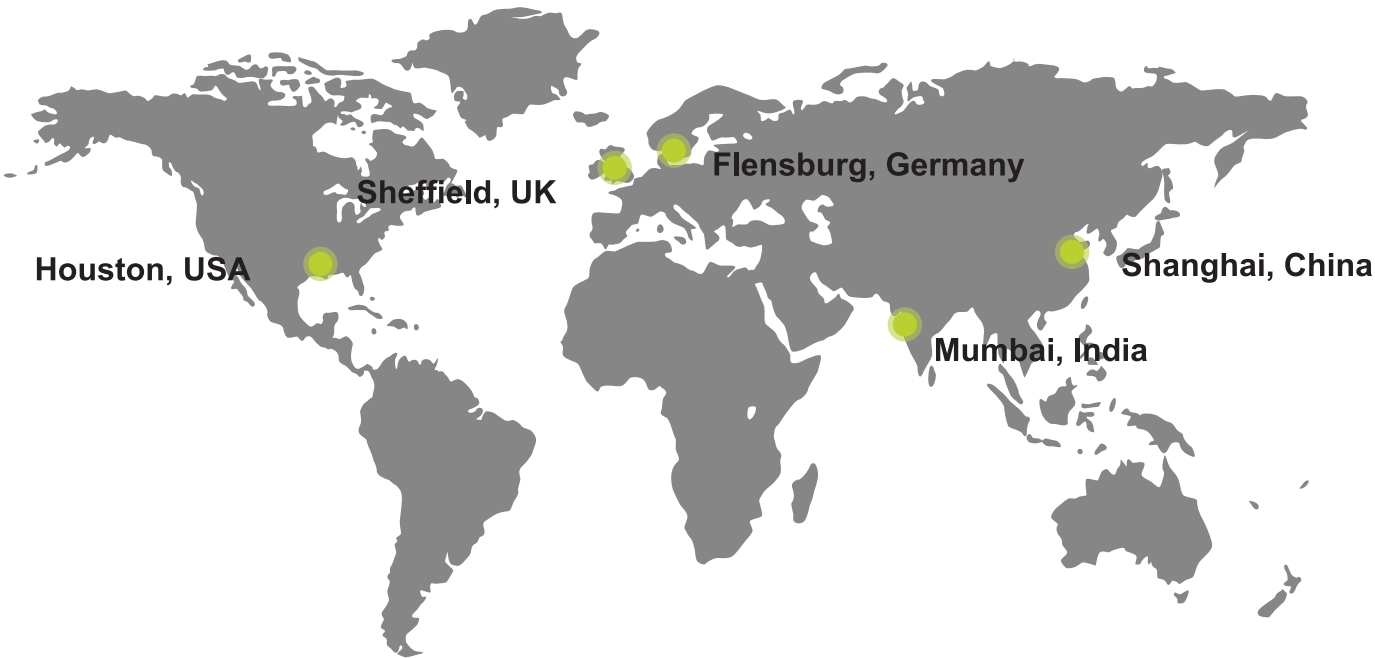 Flensburg, Germany
Sheffield, UK
Houston, USA
Shanghai, China
Mumbai, India